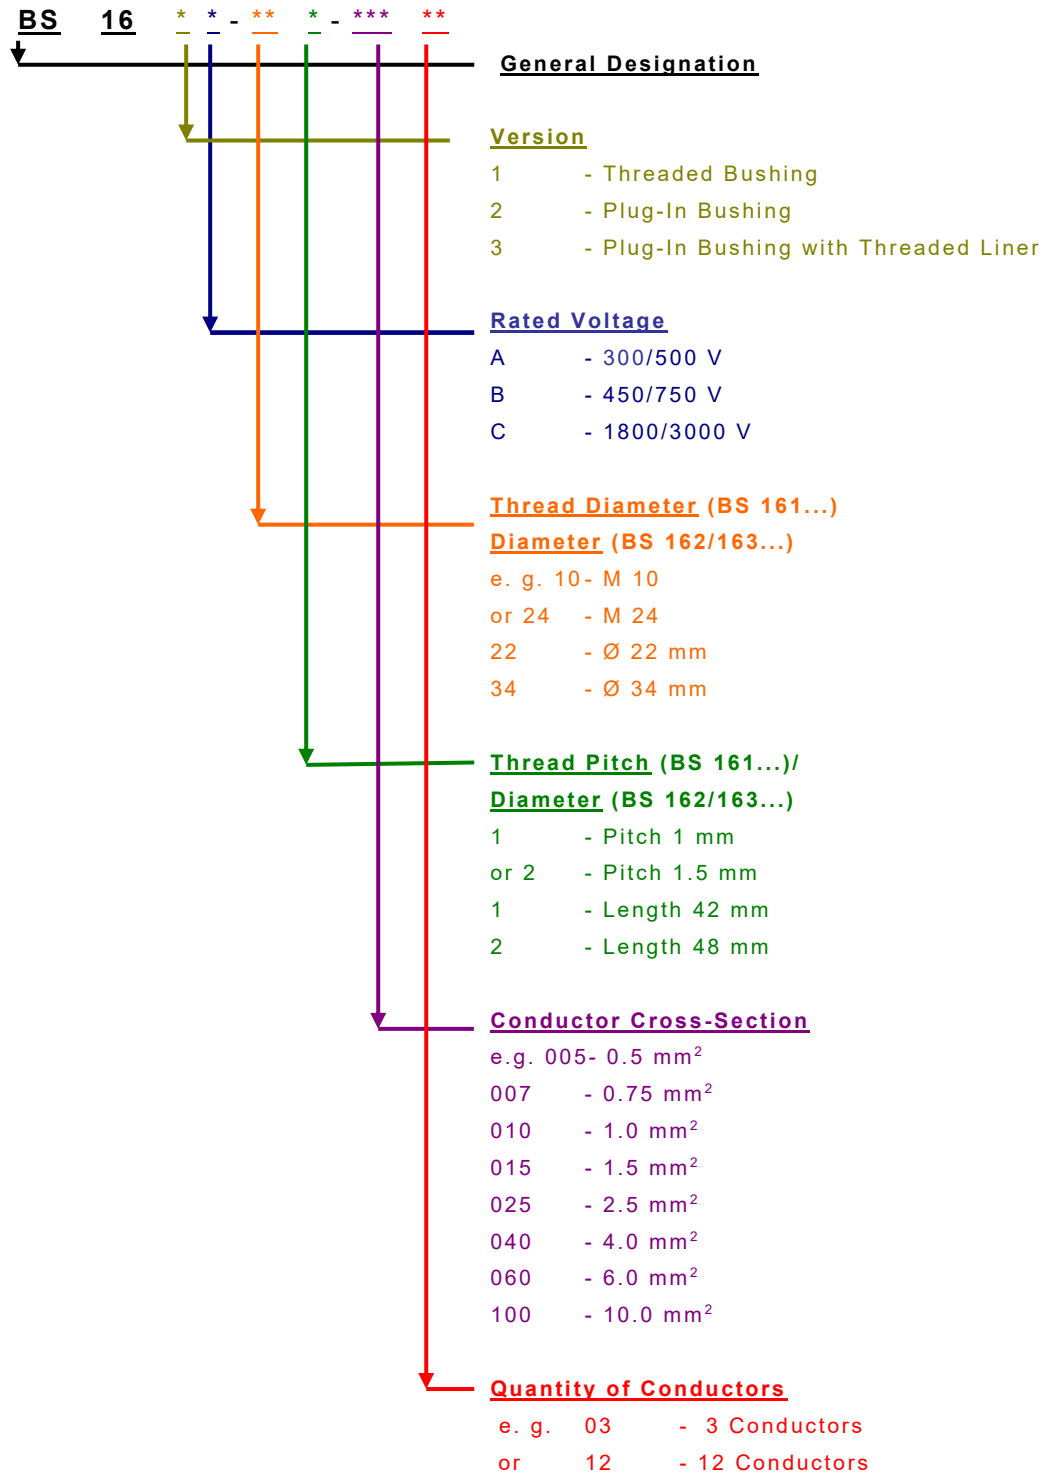 BS 16 * * - ** * - *** **
General Designation
Version
1 - Threaded Bushing
2 - Plug-In Bushing
3 - Plug-In Bushing with Threaded Liner
Rated Voltage
A - 300/500 V
B - 450/750 V
C - 1800/3000 V
Thread Diameter (BS 161...)
Diameter (BS 162/163...)
e. g. 10 - M 10
or 24 - M 24
22 - Ø 22 mm
34 - Ø 34 mm
Thread Pitch (BS 161...)/
Diameter (BS 162/163...)
1 - Pitch 1 mm
or 2 - Pitch 1.5 mm
1 - Length 42 mm
2 - Length 48 mm
Conductor Cross-Section
e.g. 005 - 0.5 mm²
007 - 0.75 mm²
010 - 1.0 mm²
015 - 1.5 mm²
025 - 2.5 mm²
040 - 4.0 mm²
060 - 6.0 mm²
100 - 10.0 mm²
Quantity of Conductors
e. g. 03 - 3 Conductors
or 12 - 12 Conductors